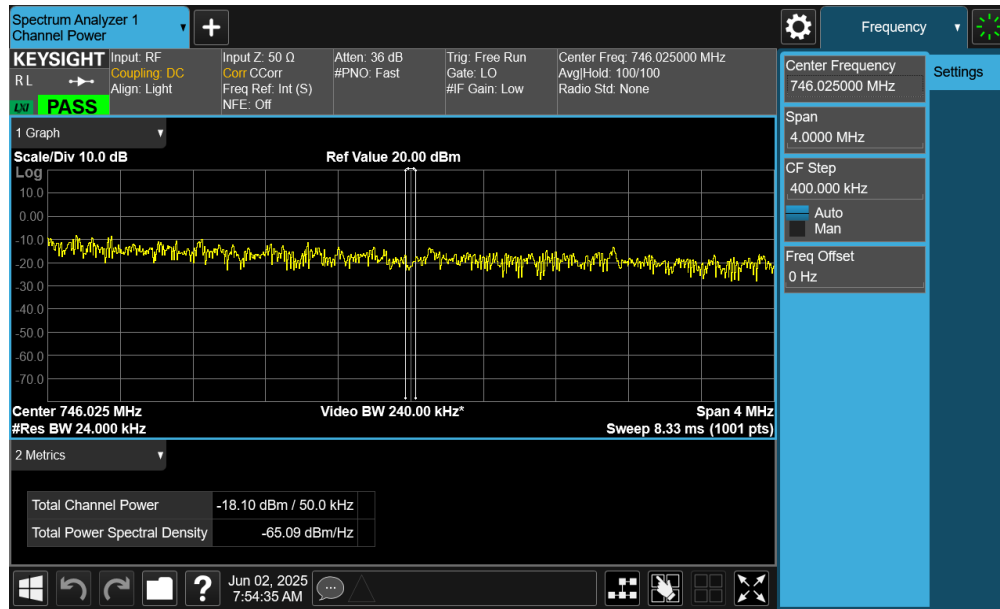 Spectrum Analyzer 1
Channel Power
+
Frequency
KEYSIGHT
R L
LXI
PASS
Input: RF
Coupling: DC
Align: Light
Input Z: 50 Ω
Corr CCorr
Freq Ref: Int (S)
NFE: Off
Atten: 36 dB
#PNO: Fast
Trig: Free Run
Gate: LO
#IF Gain: Low
Center Freq: 746.025000 MHz
Avg|Hold: 100/100
Radio Std: None
Center Frequency
746.025000 MHz
Settings
Span
4.0000 MHz
CF Step
400.000 kHz
Auto
Man
Freq Offset
0 Hz
1 Graph
Scale/Div 10.0 dB
Ref Value 20.00 dBm
Log
10.0
0.00
-10.0
-20.0
-30.0
-40.0
-50.0
-60.0
-70.0
Center 746.025 MHz
Video BW 240.00 kHz*
Span 4 MHz
#Res BW 24.000 kHz
Sweep 8.33 ms (1001 pts)
2 Metrics
Total Channel Power -18.10 dBm / 50.0 kHz
Total Power Spectral Density -65.09 dBm/Hz
?
Jun 02, 2025
7:54:35 AM